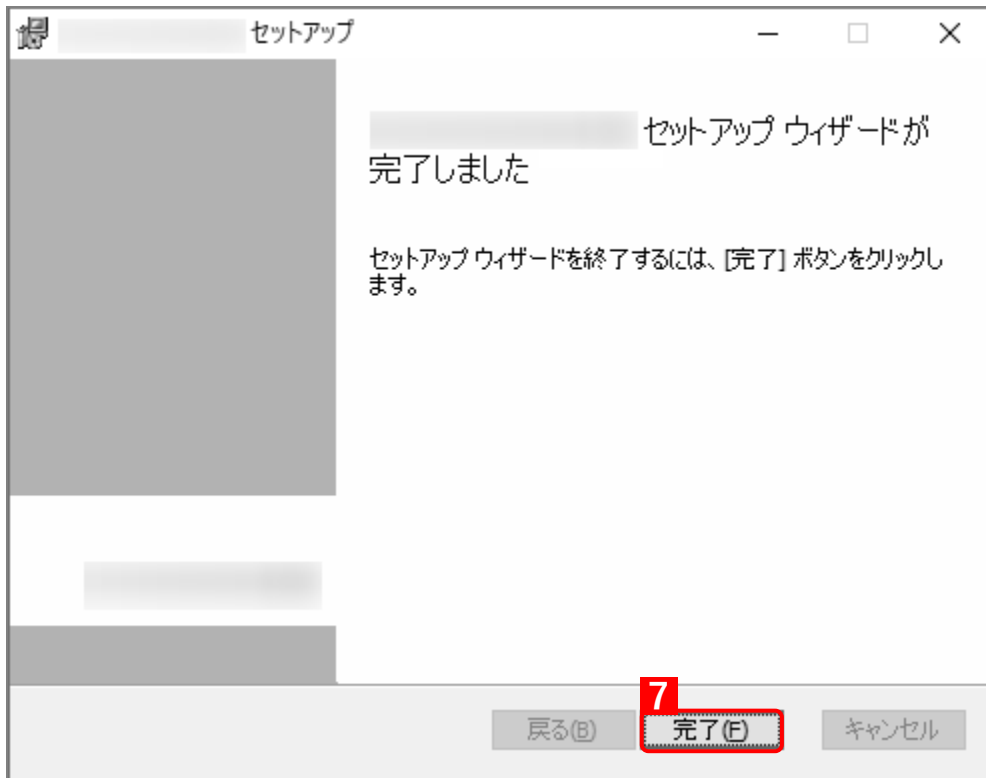 セットアップ
セットアップ ウィザードが
完了しました
セットアップ ウィザードを終了するには、[完了] ボタンをクリックし
ます。
7
戻る(B)
完了(F)
キャンセル